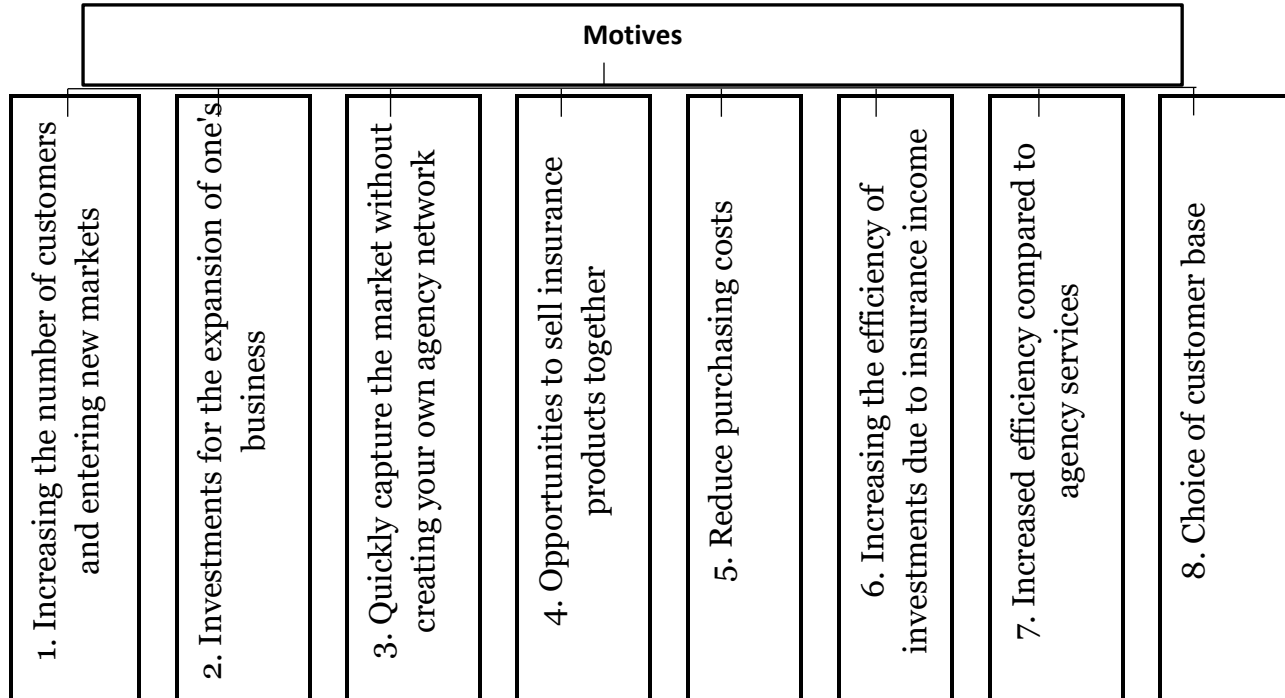 Motives
1. Increasing the number of customers
and entering new markets
2. Investments for the expansion of one's
business
3. Quickly capture the market without
creating your own agency network
4. Opportunities to sell insurance
products together
5. Reduce purchasing costs
6. Increasing the efficiency of
investments due to insurance income
7. Increased efficiency compared to
agency services
8. Choice of customer base